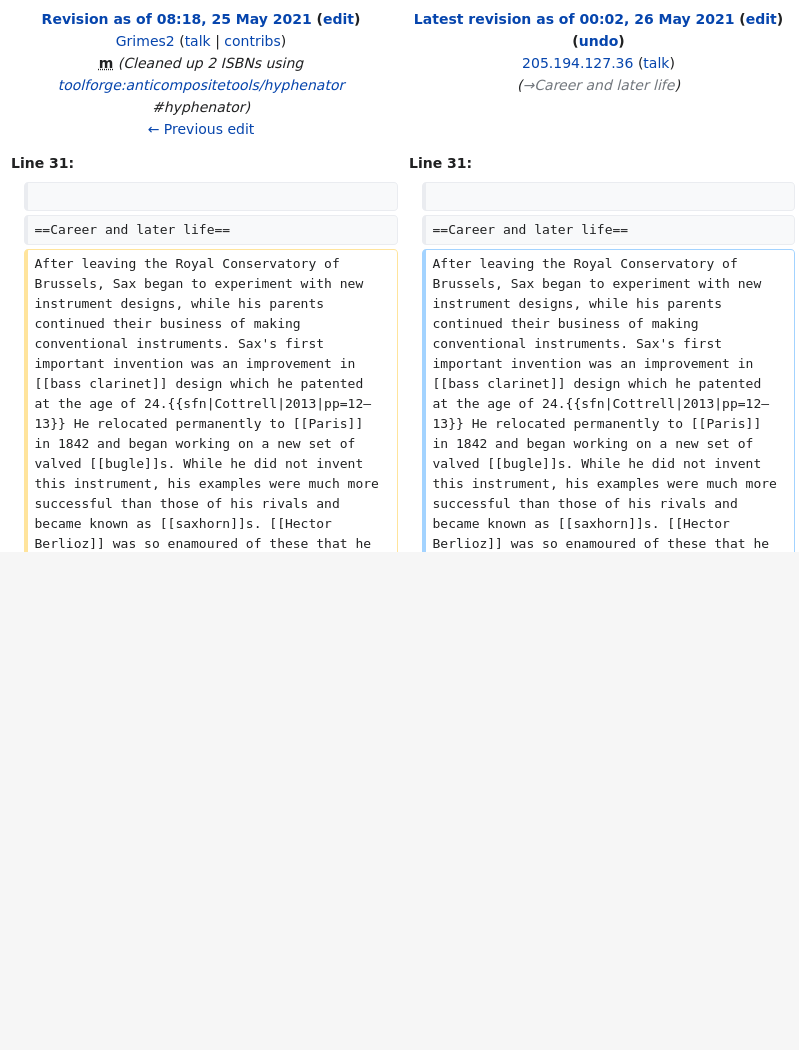 Revision as of 08:18, 25 May 2021 (edit)
Grimes2 (talk | contribs)
m (Cleaned up 2 ISBNs using
toolforge:anticompositetools/hyphenator
#hyphenator)
← Previous edit
Latest revision as of 00:02, 26 May 2021 (edit)
(undo)
205.194.127.36 (talk)
(→Career and later life)
Line 31:
Line 31:
==Career and later life==
==Career and later life==
After leaving the Royal Conservatory of
Brussels, Sax began to experiment with new
instrument designs, while his parents
continued their business of making
conventional instruments. Sax's first
important invention was an improvement in
[[bass clarinet]] design which he patented
at the age of 24.{{sfn|Cottrell|2013|pp=12–
13}} He relocated permanently to [[Paris]]
in 1842 and began working on a new set of
valved [[bugle]]s. While he did not invent
this instrument, his examples were much more
successful than those of his rivals and
became known as [[saxhorn]]s. [[Hector
Berlioz]] was so enamoured of these that he
After leaving the Royal Conservatory of
Brussels, Sax began to experiment with new
instrument designs, while his parents
continued their business of making
conventional instruments. Sax's first
important invention was an improvement in
[[bass clarinet]] design which he patented
at the age of 24.{{sfn|Cottrell|2013|pp=12–
13}} He relocated permanently to [[Paris]]
in 1842 and began working on a new set of
valved [[bugle]]s. While he did not invent
this instrument, his examples were much more
successful than those of his rivals and
became known as [[saxhorn]]s. [[Hector
Berlioz]] was so enamoured of these that he